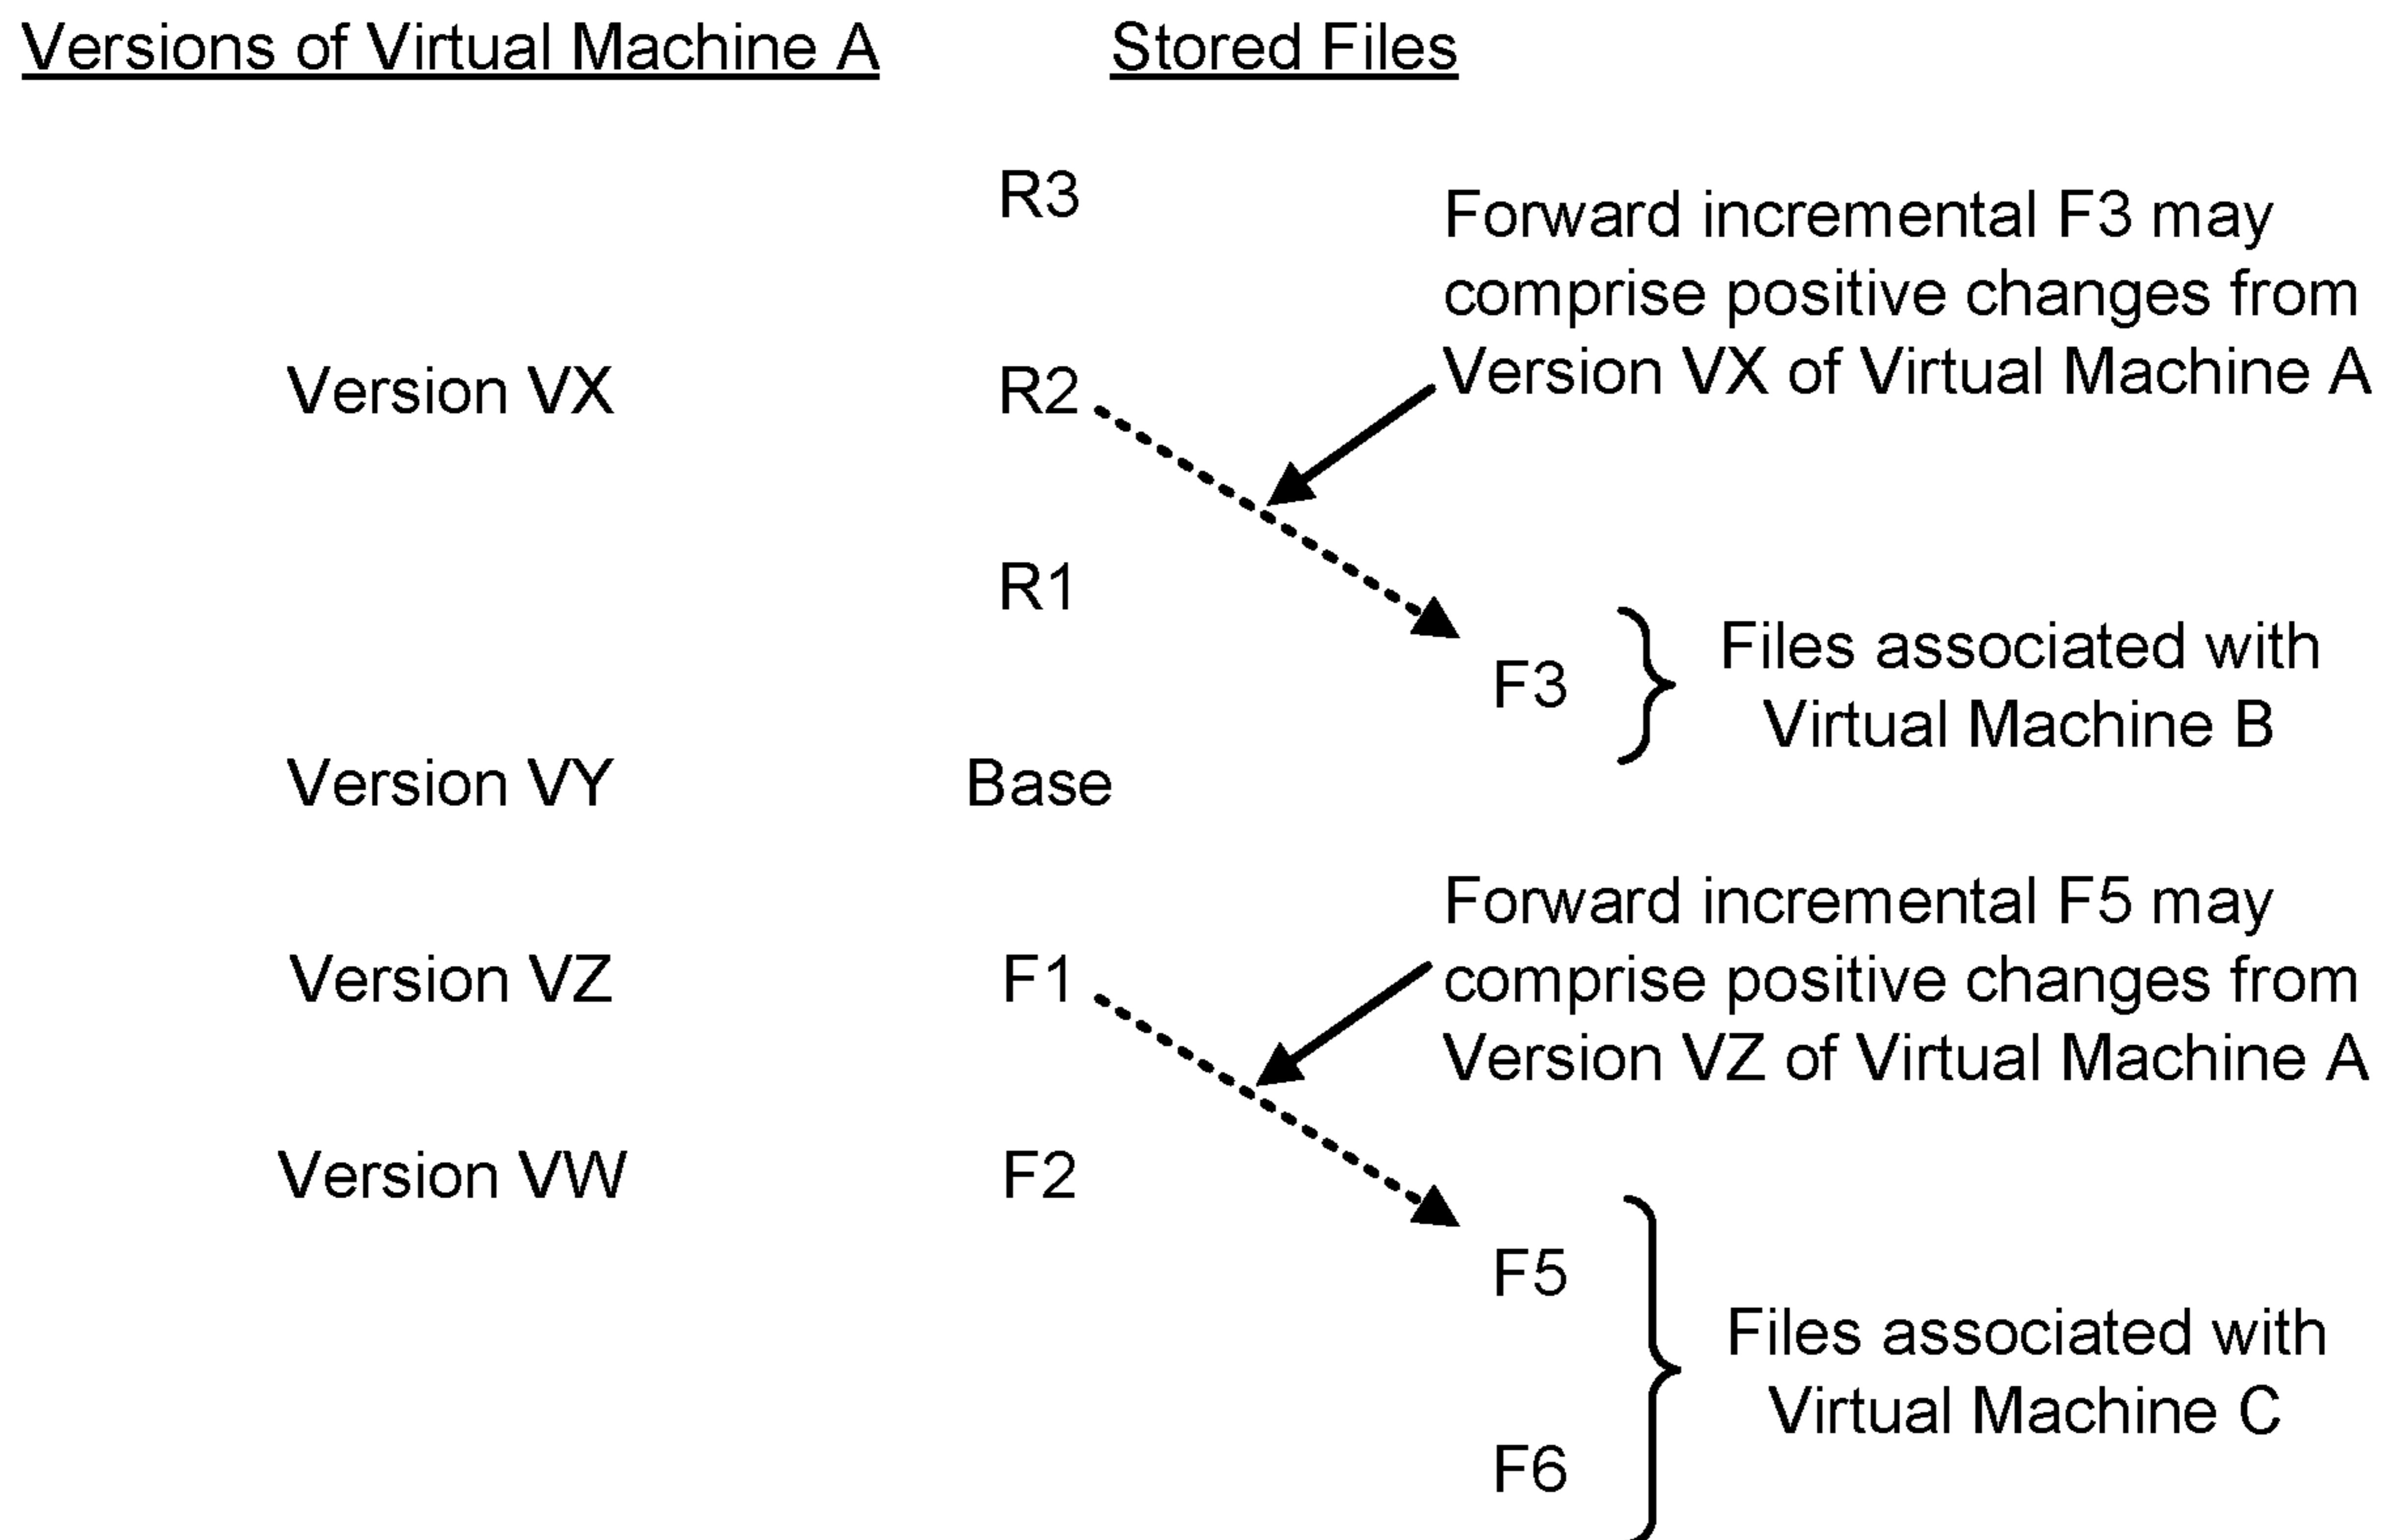 Versions of Virtual Machine A
Stored Files
R3
Forward incremental F3 may
comprise positive changes from
Version VX of Virtual Machine A
Version VX
R2
R1
F3
Files associated with
Virtual Machine B
Version VY
Base
Forward incremental F5 may
comprise positive changes from
Version VZ of Virtual Machine A
Version VZ
F1
Version VW
F2
F5
Files associated with
Virtual Machine C
F6